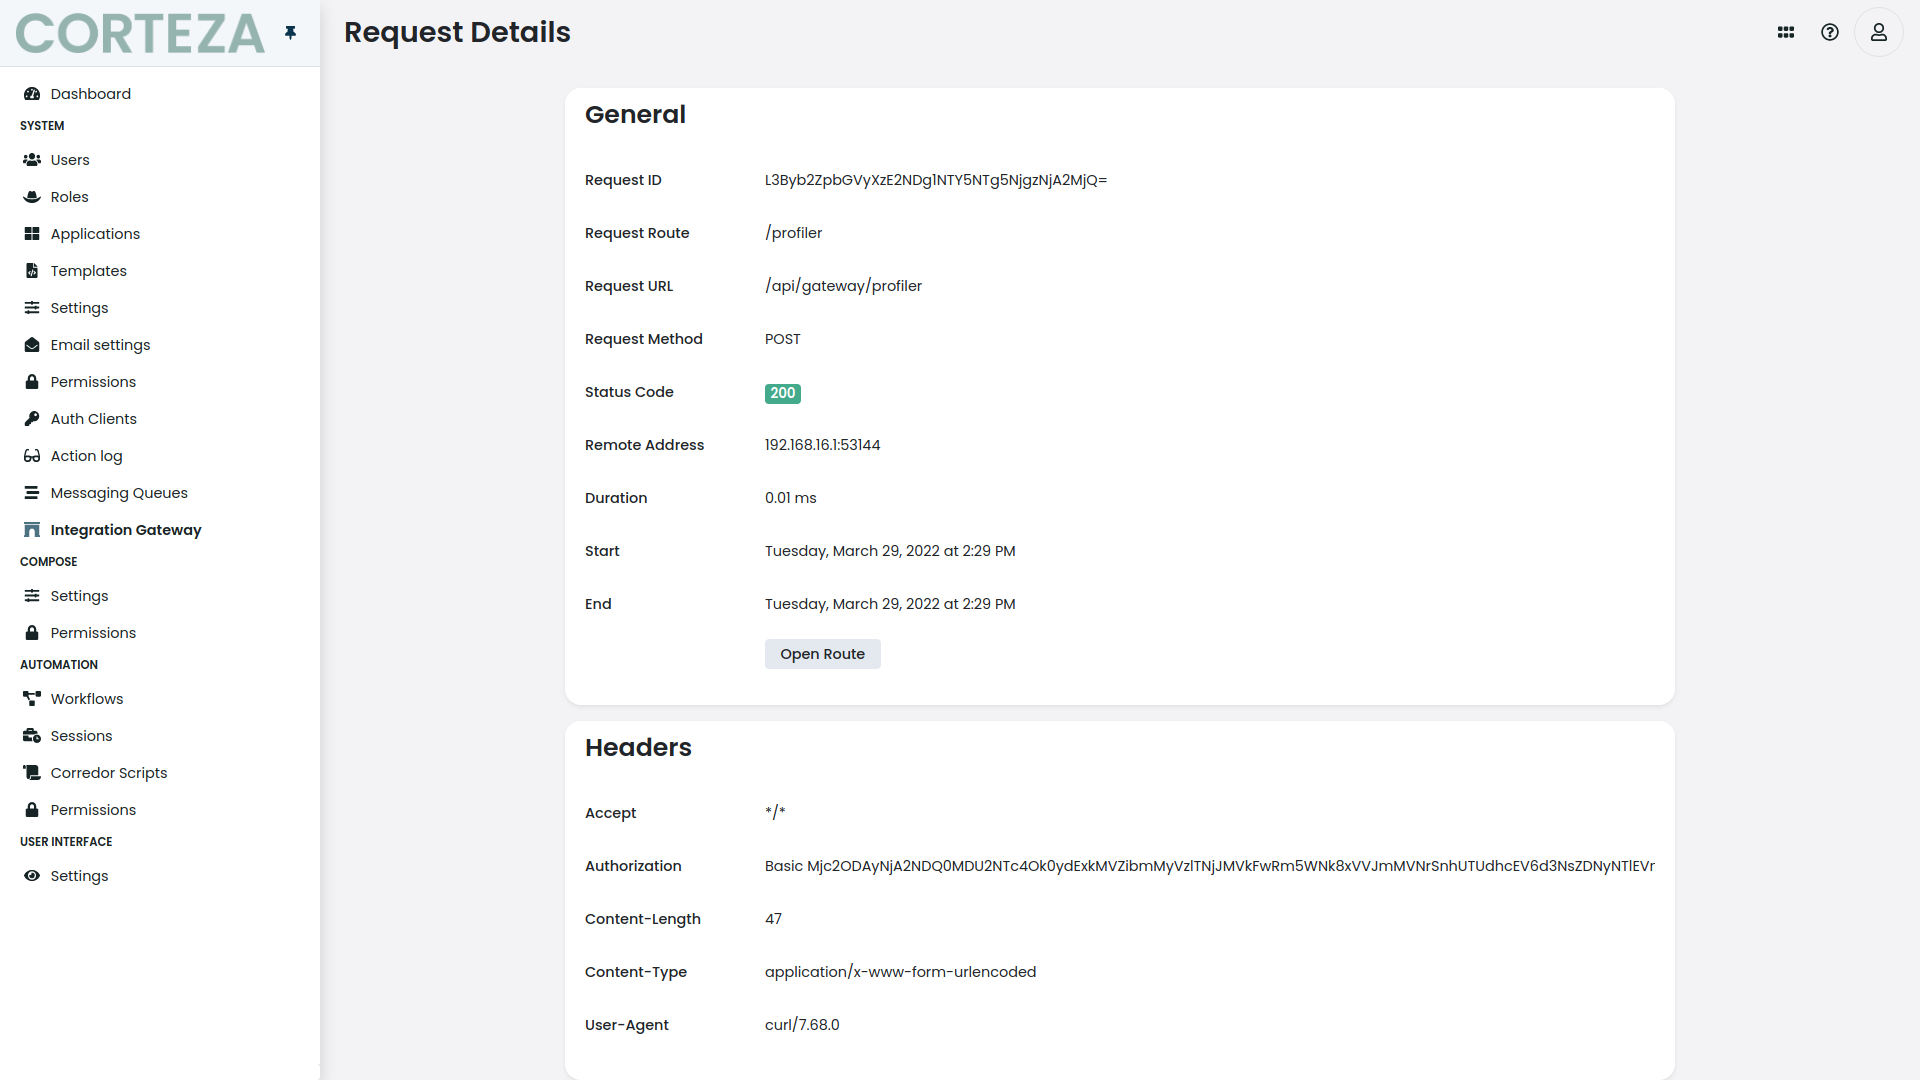 CORTEZA
Request Details
Dashboard
SYSTEM
Users
Roles
Applications
Templates
Settings
Email settings
Permissions
Auth Clients
Action log
Messaging Queues
Integration Gateway
COMPOSE
Settings
Permissions
AUTOMATION
Workflows
Sessions
Corredor Scripts
Permissions
USER INTERFACE
Settings
General
Request ID L3Byb2ZpbGVyXzE2NDg1NTY5NTg5NjgzNjA2MjQ=
Request Route /profiler
Request URL /api/gateway/profiler
Request Method POST
Status Code 200
Remote Address 192.168.16.1:53144
Duration 0.01 ms
Start Tuesday, March 29, 2022 at 2:29 PM
End Tuesday, March 29, 2022 at 2:29 PM
Open Route
Headers
Accept */*
Authorization Basic Mjc2ODAyNjA2NDQ0MDU2NTc4Ok0ydExkMVZibmMyVzlTNjJMVkFwRm5WNk8xVVJmMVNrSnhUTUdhcEV6d3NsZDNyNTlEVr
Content-Length 47
Content-Type application/x-www-form-urlencoded
User-Agent curl/7.68.0